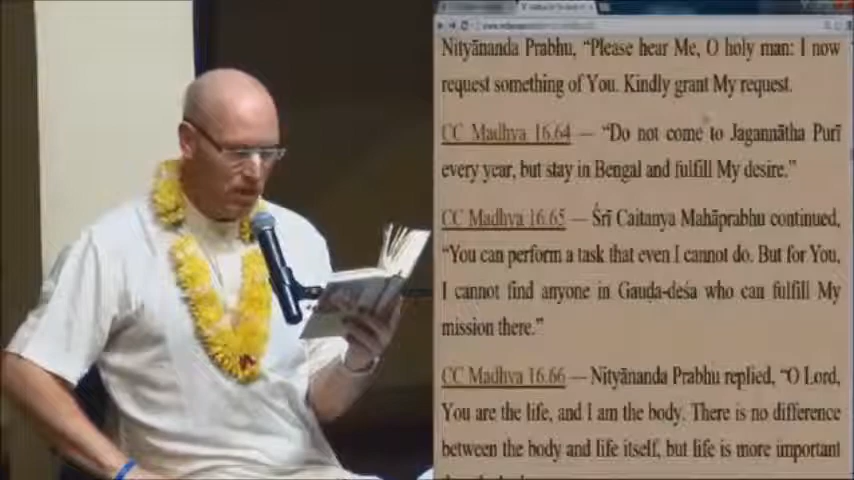 Nityānanda Prabhu, “Please hear Me, O holy man: I now
request something of You. Kindly grant My request.
CC Madhya 16.64 — “Do not come to Jagannātha Purī
every year, but stay in Bengal and fulfill My desire.”
CC Madhya 16.65 — Śrī Caitanya Mahāprabhu continued,
“You can perform a task that even I cannot do. But for You,
I cannot find anyone in Gauḍa-deśa who can fulfill My
mission there.”
CC Madhya 16.66 — Nityānanda Prabhu replied, “O Lord,
You are the life, and I am the body. There is no difference
between the body and life itself, but life is more important